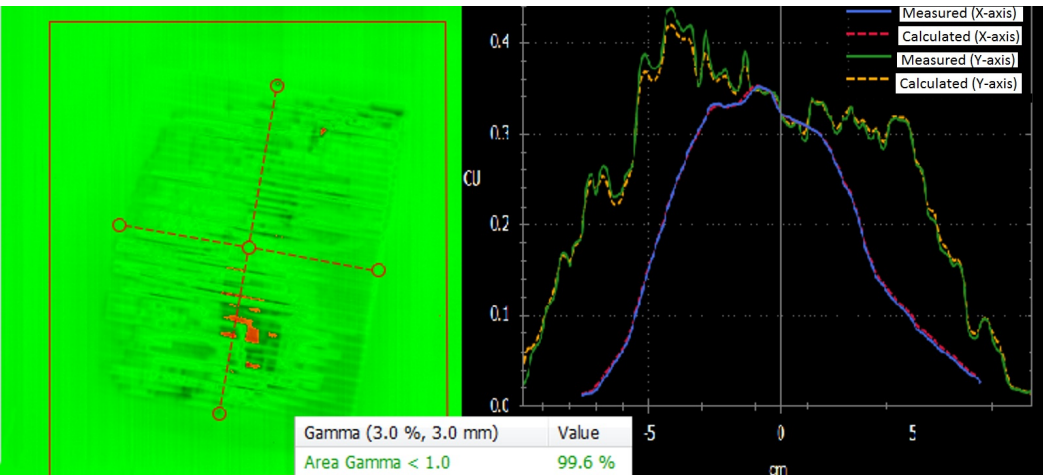 Measured (X-axis)
Calculated (X-axis)
Measured (Y-axis)
Calculated (Y-axis)
0.4
0.3
CU
0.2
0.1
0.0
-5 0 5
cm
Gamma (3.0 %, 3.0 mm) Value
Area Gamma < 1.0 99.6 %